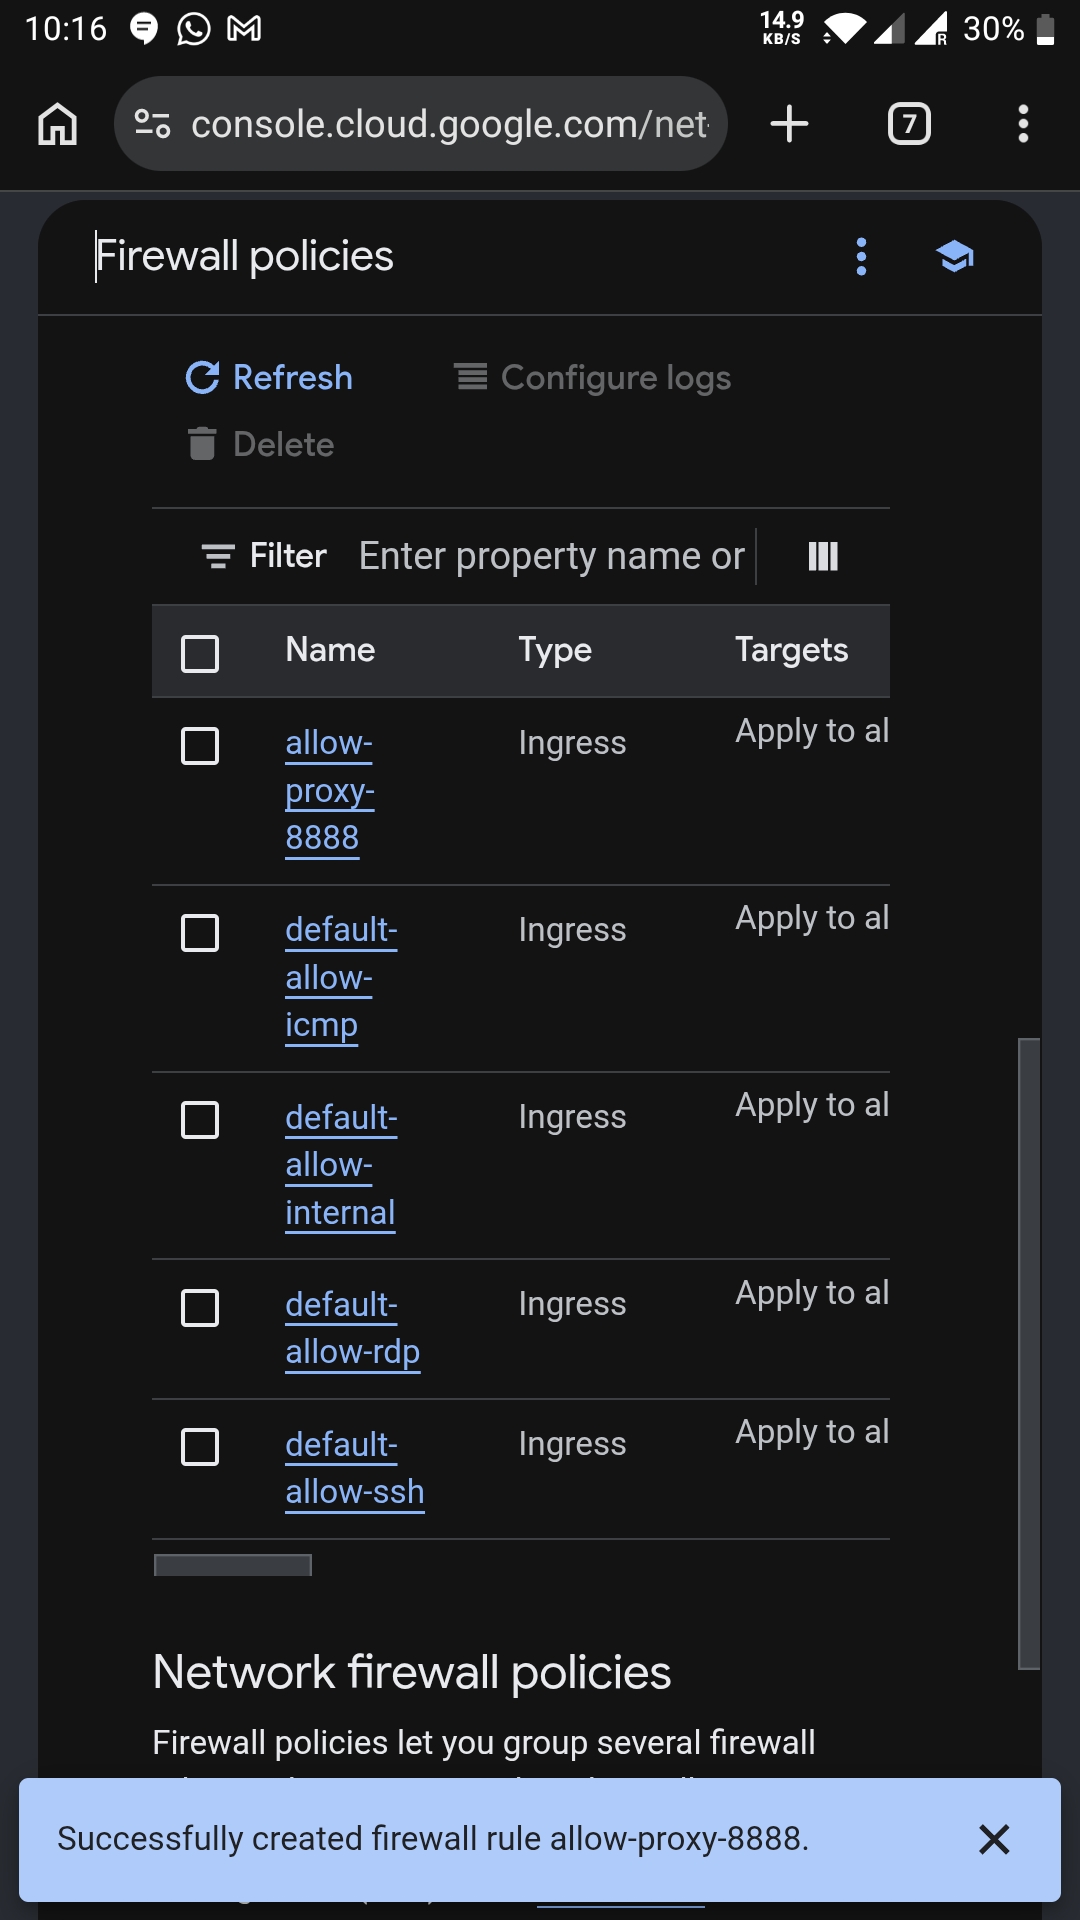 10:16
14.9
KB/S
R
30%
console.cloud.google.com/net
7
Firewall policies
Refresh
Configure logs
Delete
Filter
Enter property name or
Name
Type
Targets
allow-
proxy-
8888
Ingress
Apply to al
default-
allow-
icmp
Ingress
Apply to al
default-
allow-
internal
Ingress
Apply to al
default-
allow-rdp
Ingress
Apply to al
default-
allow-ssh
Ingress
Apply to al
Network firewall policies
Firewall policies let you group several firewall
Successfully created firewall rule allow-proxy-8888.